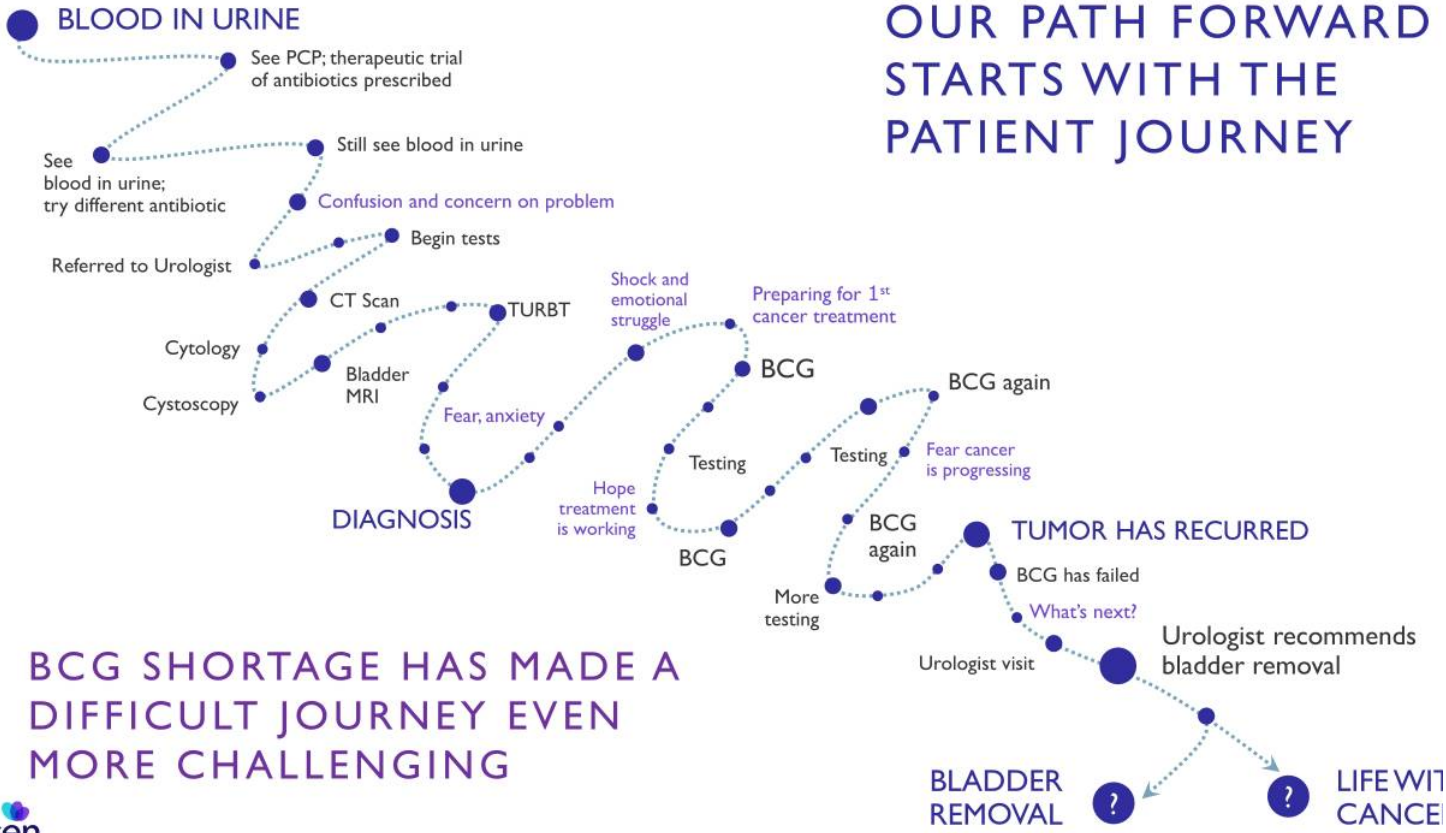 BLOOD IN URINE
OUR PATH FORWARD
STARTS WITH THE
PATIENT JOURNEY
See PCP; therapeutic trial
of antibiotics prescribed
See
blood in urine;
try different antibiotic
Still see blood in urine
Confusion and concern on problem
Referred to Urologist
Begin tests
CT Scan
Cytology
Cystoscopy
Bladder
MRI
TURBT
Fear, anxiety
DIAGNOSIS
Shock and
emotional
struggle
Preparing for 1st
cancer treatment
BCG
Testing
Hope
treatment
is working
BCG
Testing
BCG again
Fear cancer
is progressing
BCG
again
More
testing
TUMOR HAS RECURRED
BCG has failed
What's next?
Urologist visit
Urologist recommends
bladder removal
BCG SHORTAGE HAS MADE A
DIFFICULT JOURNEY EVEN
MORE CHALLENGING
BLADDER
REMOVAL
?
?
LIFE WIT
CANCE